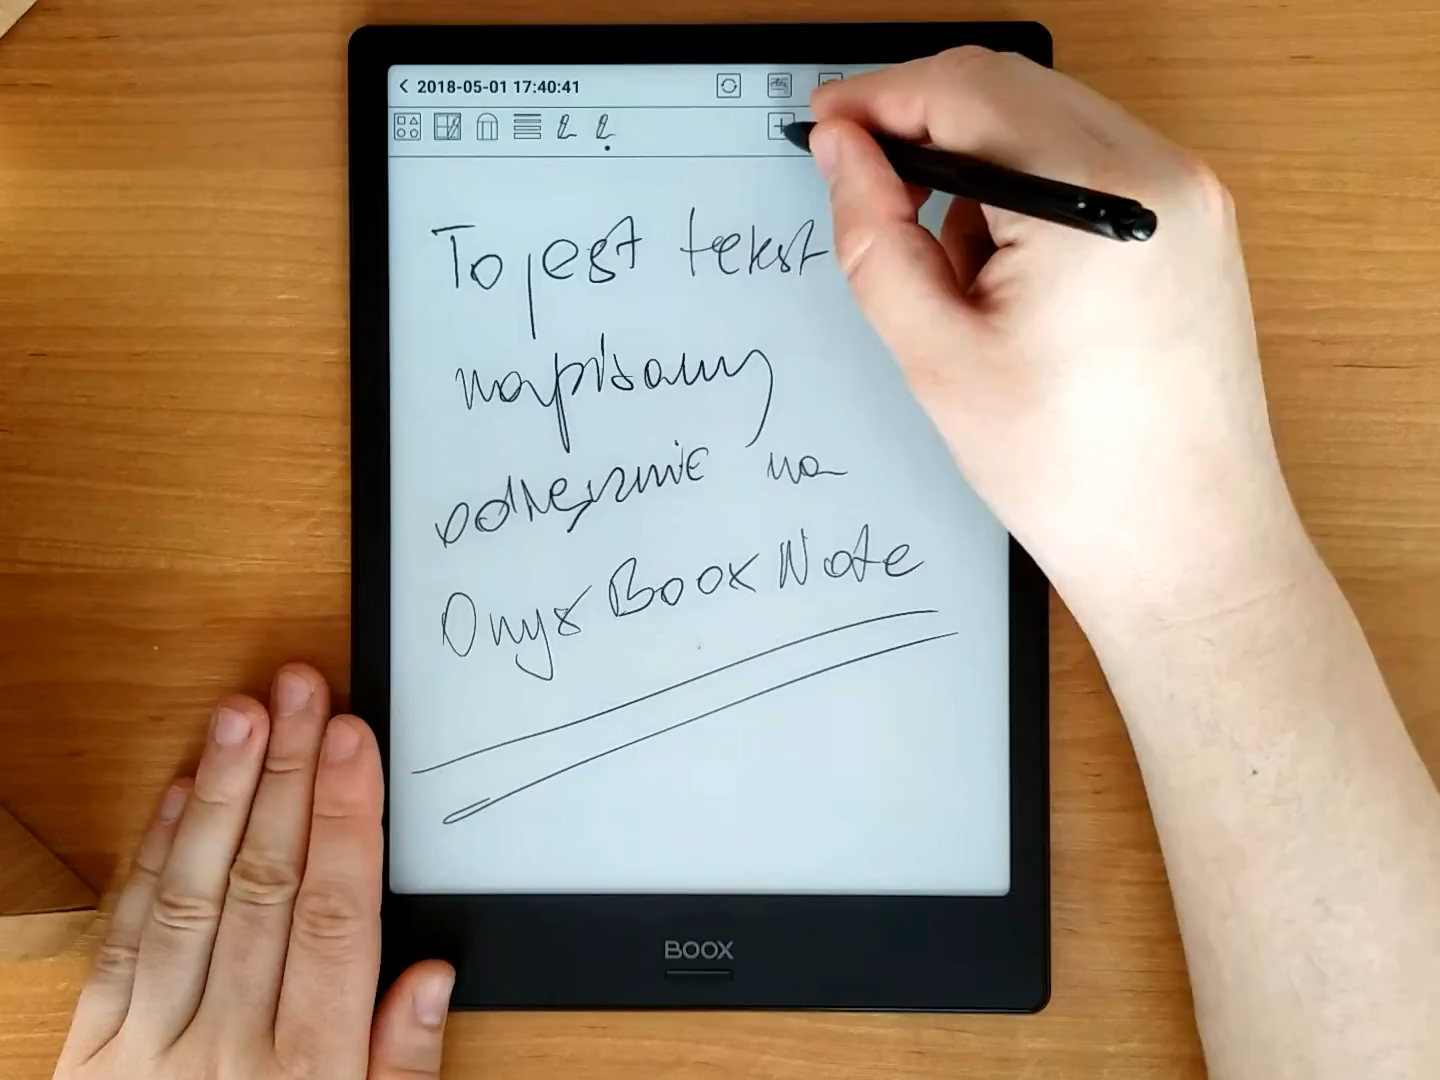 2018-05-01 17:40:41
To jest tekst
napisany
odręcznie na
Onyx Boox Note
BOOX